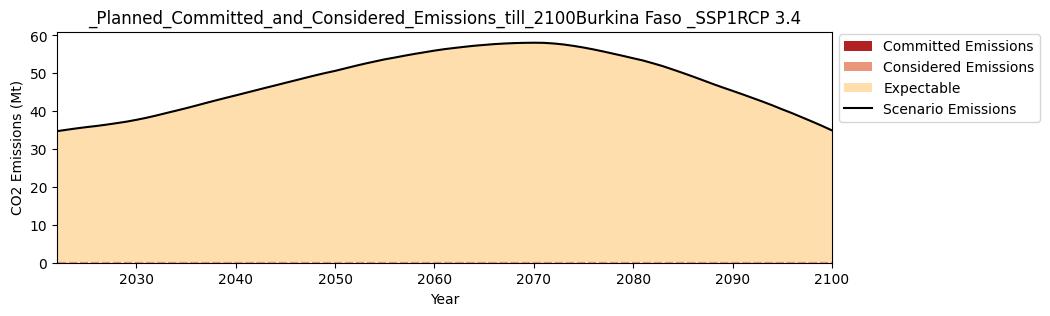 _Planned_Committed_and_Considered_Emissions_till_2100Burkina Faso _SSP1RCP 3.4
60
50
40
30
20
10
0
CO2 Emissions (Mt)
2030 2040 2050 2060 2070 2080 2090 2100
Year
Committed Emissions
Considered Emissions
Expectable
Scenario Emissions